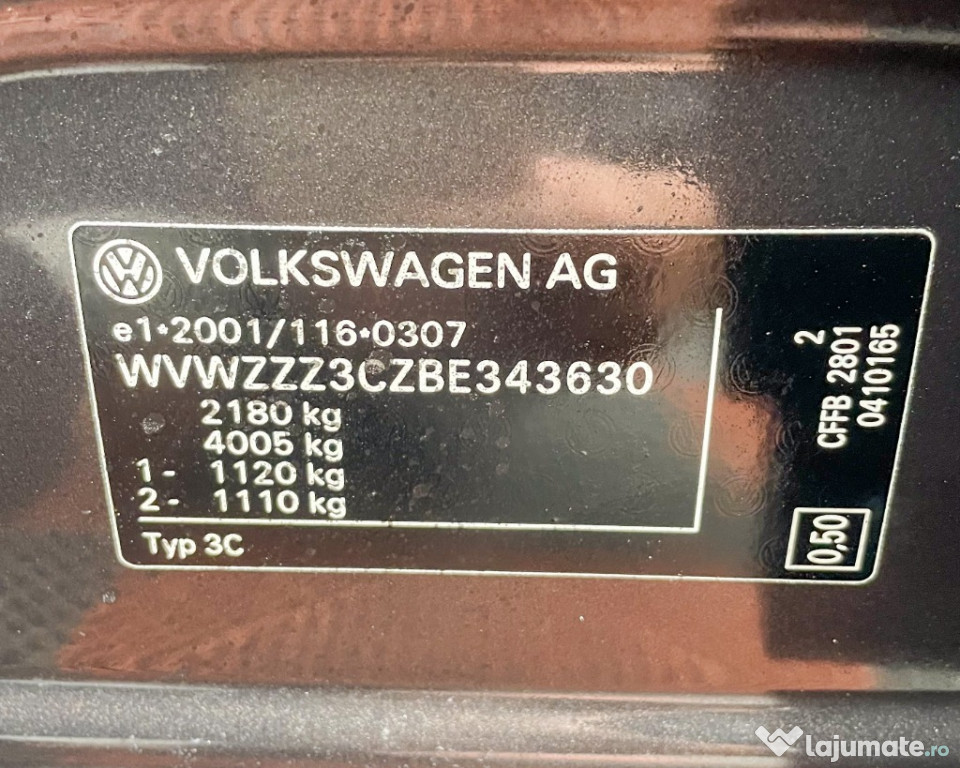 VOLKSWAGEN AG
e1*2001/116*0307
WVWZZZ3CZBE343630
2180 kg
4005 kg
1- 1120 kg
2- 1110 kg
Typ 3C
2
CFFB 2801
0410165
0,50
lajumate.ro